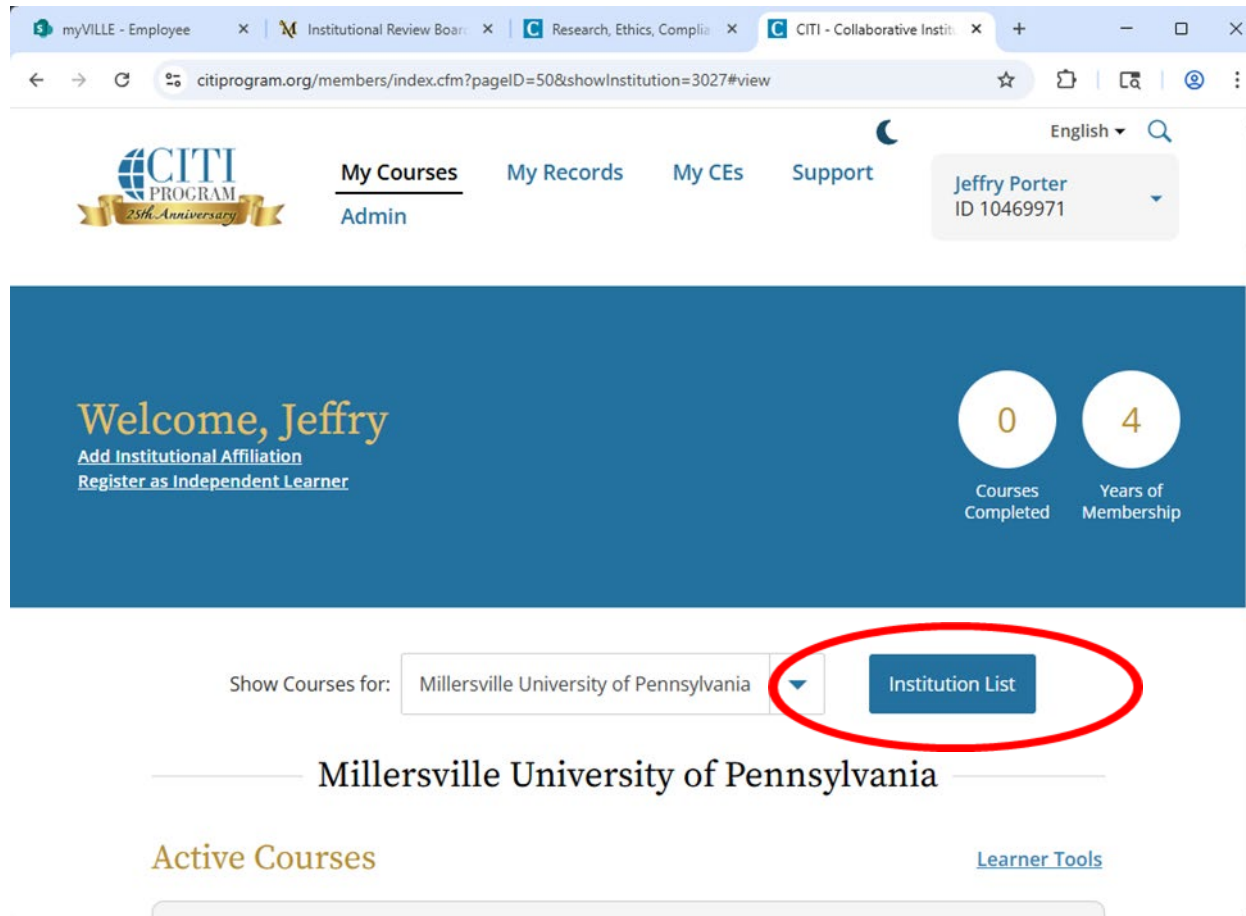 myVILLE - Employee
Institutional Review Boar
Research, Ethics, Complia
CITI - Collaborative Institu
citiprogram.org/members/index.cfm?pageID=50&showInstitution=3027#view
English
CITI
PROGRAM
25th Anniversary
My Courses
My Records
My CEs
Support
Admin
Jeffry Porter
ID 10469971
Welcome, Jeffry
Add Institutional Affiliation
Register as Independent Learner
0
Courses
Completed
4
Years of
Membership
Show Courses for: Millersville University of Pennsylvania
Institution List
Millersville University of Pennsylvania
Active Courses
Learner Tools